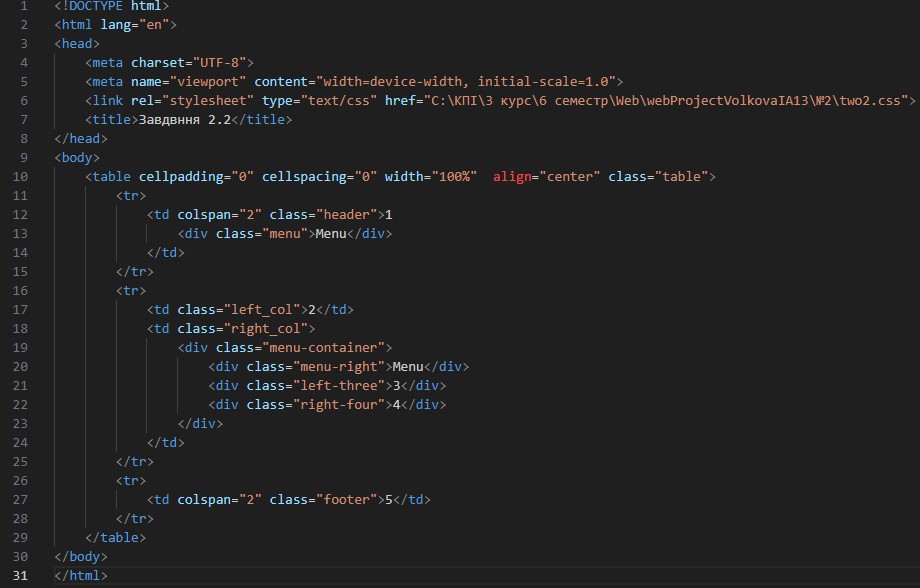 1 <!DOCTYPE html>
2 <html lang="en">
3 <head>
4     <meta charset="UTF-8">
5     <meta name="viewport" content="width=device-width, initial-scale=1.0">
6     <link rel="stylesheet" type="text/css" href="C:\КПІ\3 курс\6 семестр\Web\webProjectVolkovaIA13\№2\two2.css">
7     <title>Завдвння 2.2</title>
8 </head>
9 <body>
10     <table cellpadding="0" cellspacing="0" width="100%"  align="center" class="table">
11         <tr>
12             <td colspan="2" class="header">1
13                 <div class="menu">Menu</div>
14             </td>
15         </tr>
16         <tr>
17             <td class="left_col">2</td>
18             <td class="right_col">
19                 <div class="menu-container">
20                     <div class="menu-right">Menu</div>
21                     <div class="left-three">3</div>
22                     <div class="right-four">4</div>
23                 </div>
24             </td>
25         </tr>
26         <tr>
27             <td colspan="2" class="footer">5</td>
28         </tr>
29     </table>
30 </body>
31 </html>